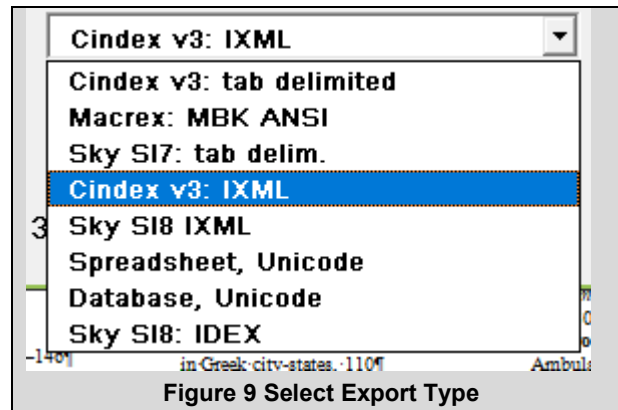 Cindex v3: IXML
Cindex v3: tab delimited
Macrex: MBK ANSI
Sky SI7: tab delim.
Cindex v3: IXML
3
Sky SI8 IXML
Spreadsheet, Unicode
Database, Unicode
Sky SI8: IDEX
in·Greek·city-states,·110¶
Figure 9 Select Export Type